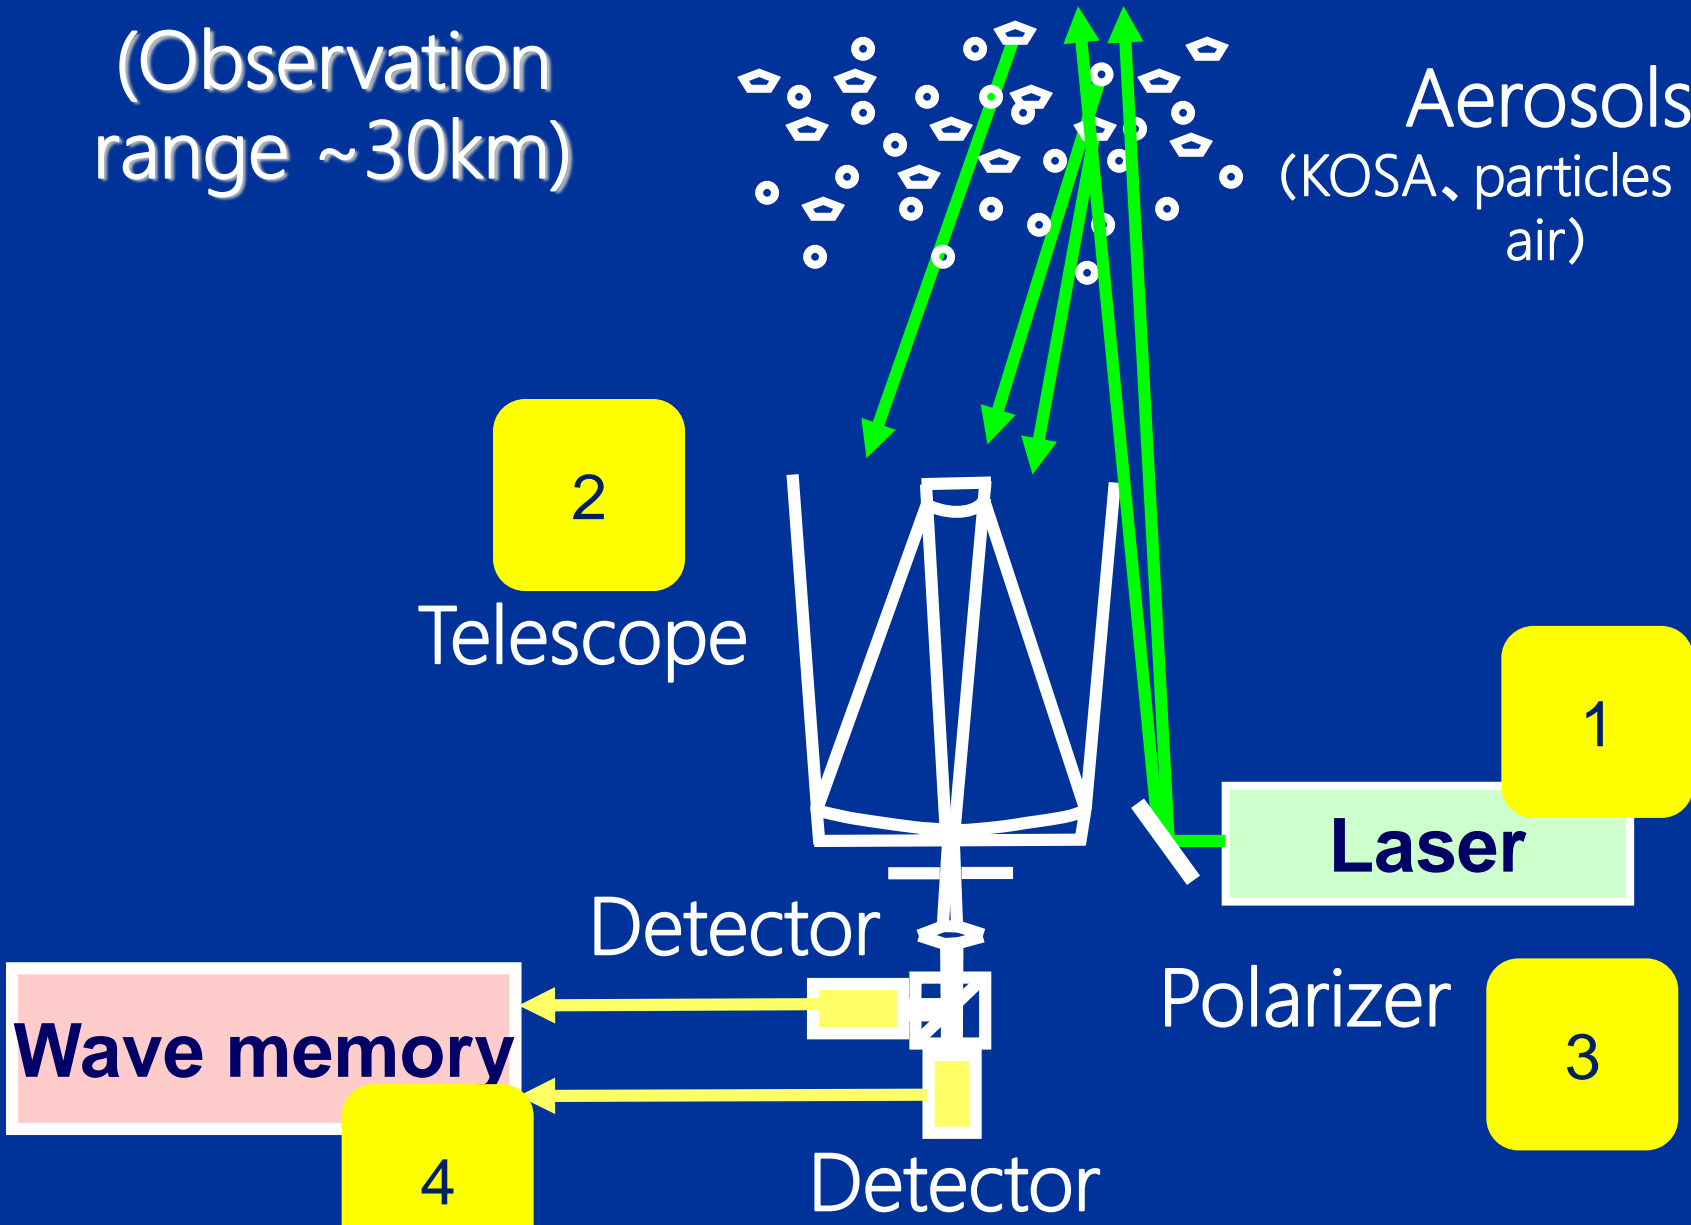 (Observation
range ~30km)
Aerosols
(KOSA、particles
air)
2
Telescope
1
Laser
Detector
Polarizer
3
Wave memory
4
Detector